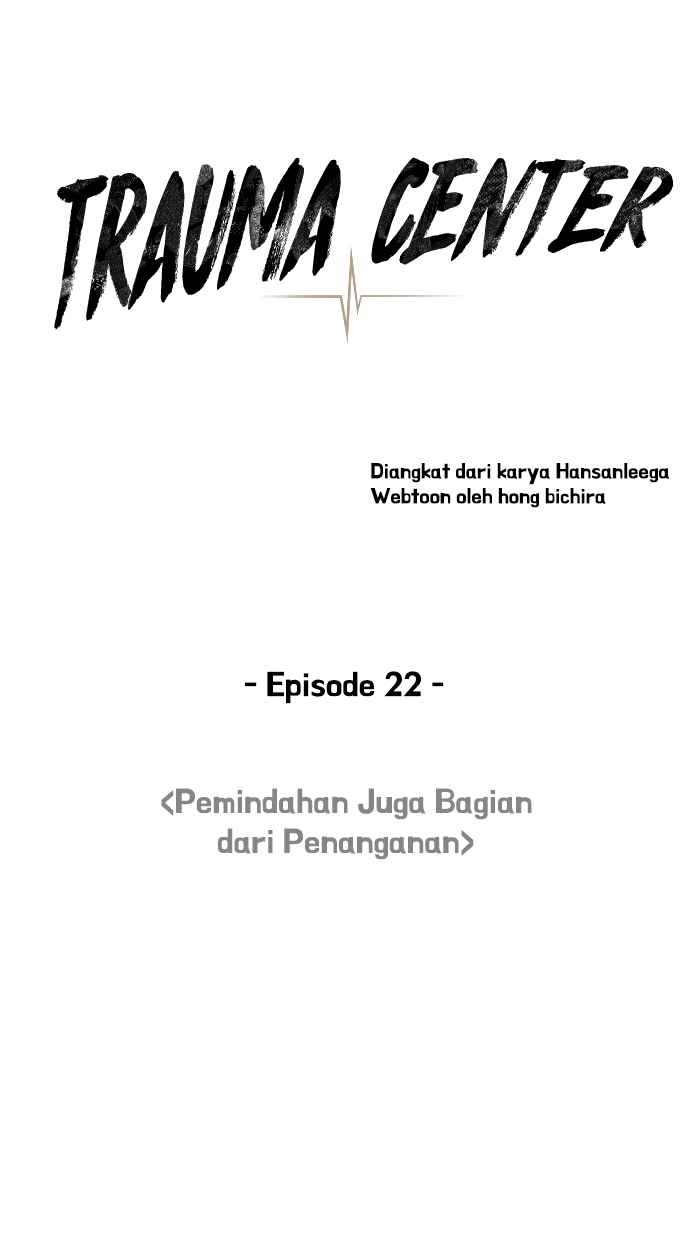 TRAUMA CENTER
Diangkat dari karya Hansanleega
Webtoon oleh hong bichira
- Episode 22 -
<Pemindahan Juga Bagian
dari Penanganan>